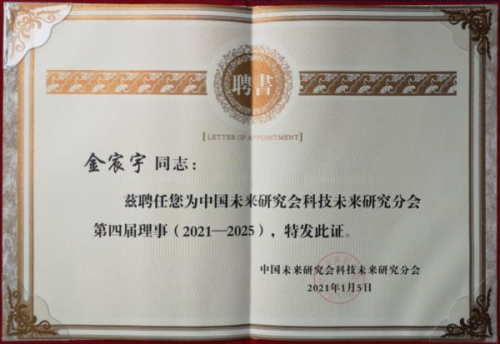 聘書
[ LETTER OF APPOINTMENT ]
金宸宇 同志：
兹聘任您为中国未来研究会科技未来研究分会
第四届理事（2021—2025），特发此证。
中国未来研究会科技未来研究分会
2021年1月5日